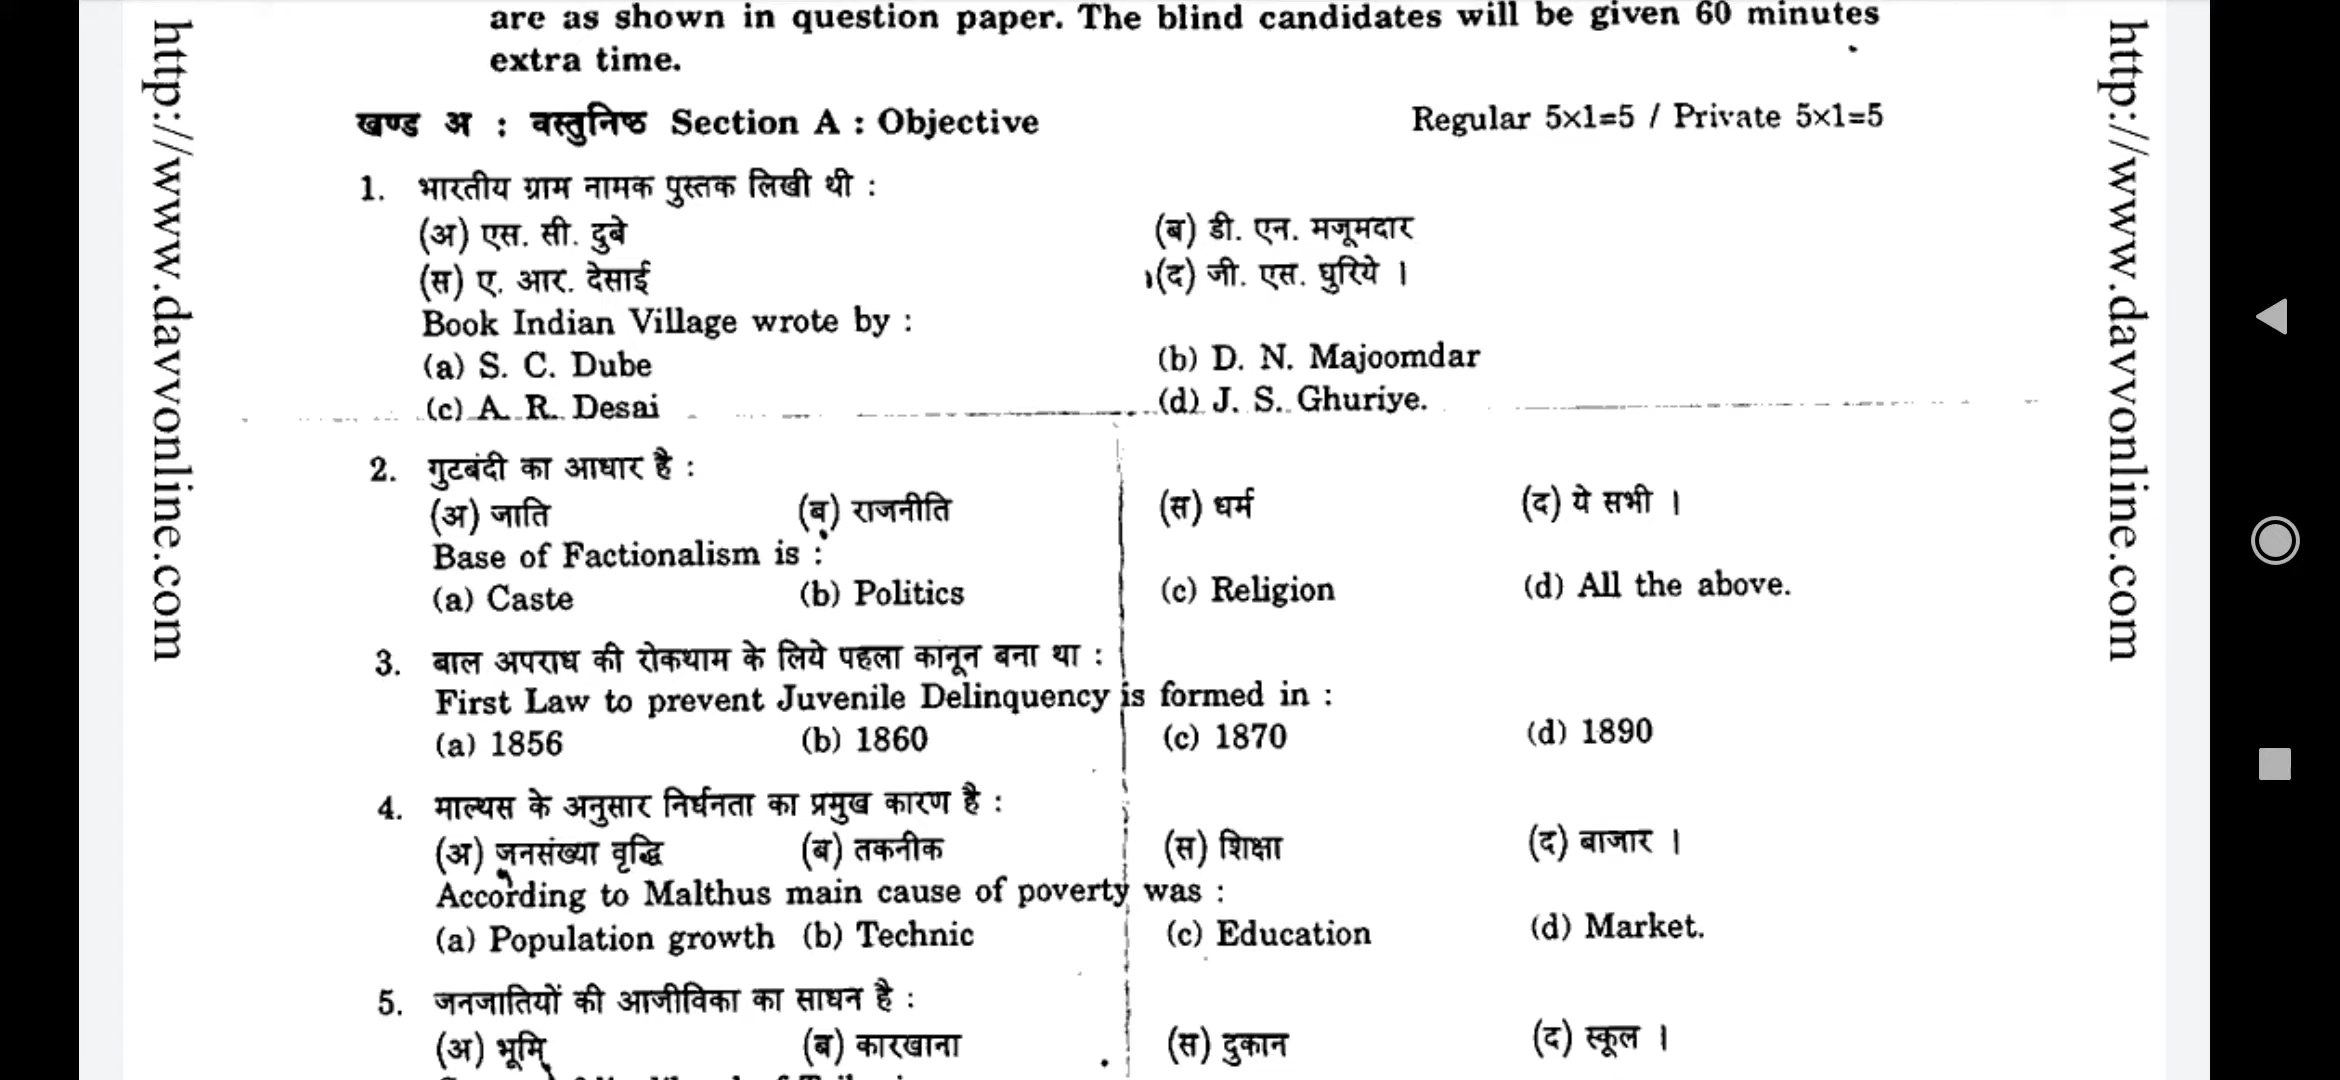 are as shown in question paper. The blind candidates will be given 60 minutes
extra time.
खण्ड अ : वस्तुनिष्ठ Section A : Objective Regular 5×1=5 / Private 5×1=5
1. भारतीय ग्राम नामक पुस्तक लिखी थी :
(अ) एस. सी. दुबे (ब) डी. एन. मजूमदार
(स) ए. आर. देसाई (द) जी. एस. घुरिये ।
Book Indian Village wrote by :
(a) S. C. Dube (b) D. N. Majoomdar
(c) A. R. Desai (d) J. S. Ghuriye.
2. गुटबंदी का आधार है :
(अ) जाति (ब) राजनीति (स) धर्म (द) ये सभी ।
Base of Factionalism is :
(a) Caste (b) Politics (c) Religion (d) All the above.
3. बाल अपराध की रोकथाम के लिये पहला कानून बना था :
First Law to prevent Juvenile Delinquency is formed in :
(a) 1856 (b) 1860 (c) 1870 (d) 1890
4. माल्थस के अनुसार निर्धनता का प्रमुख कारण है :
(अ) जनसंख्या वृद्धि (ब) तकनीक (स) शिक्षा (द) बाजार ।
According to Malthus main cause of poverty was :
(a) Population growth (b) Technic (c) Education (d) Market.
5. जनजातियों की आजीविका का साधन है :
(अ) भूमि (ब) कारखाना (स) दुकान (द) स्कूल ।
http://www.davvonline.com
http://www.davvonline.com